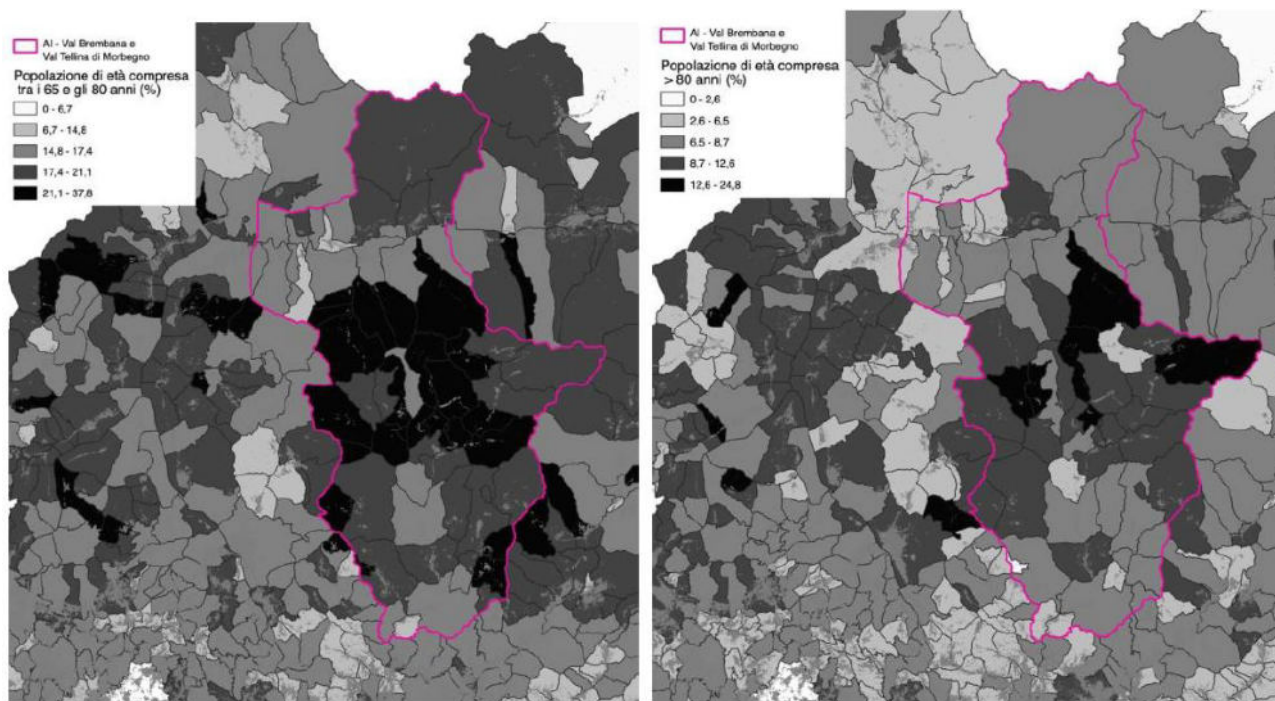 AI - Val Brembana e
Val Tellina di Morbegno
Popolazione di età compresa
tra i 65 e gli 80 anni (%)
0 - 6,7
6,7 - 14,8
14,8 - 17,4
17,4 - 21,1
21,1 - 37,8
AI - Val Brembana e
Val Tellina di Morbegno
Popolazione di età compresa
> 80 anni (%)
0 - 2,6
2,6 - 6,5
6,5 - 8,7
8,7 - 12,6
12,6 - 24,8